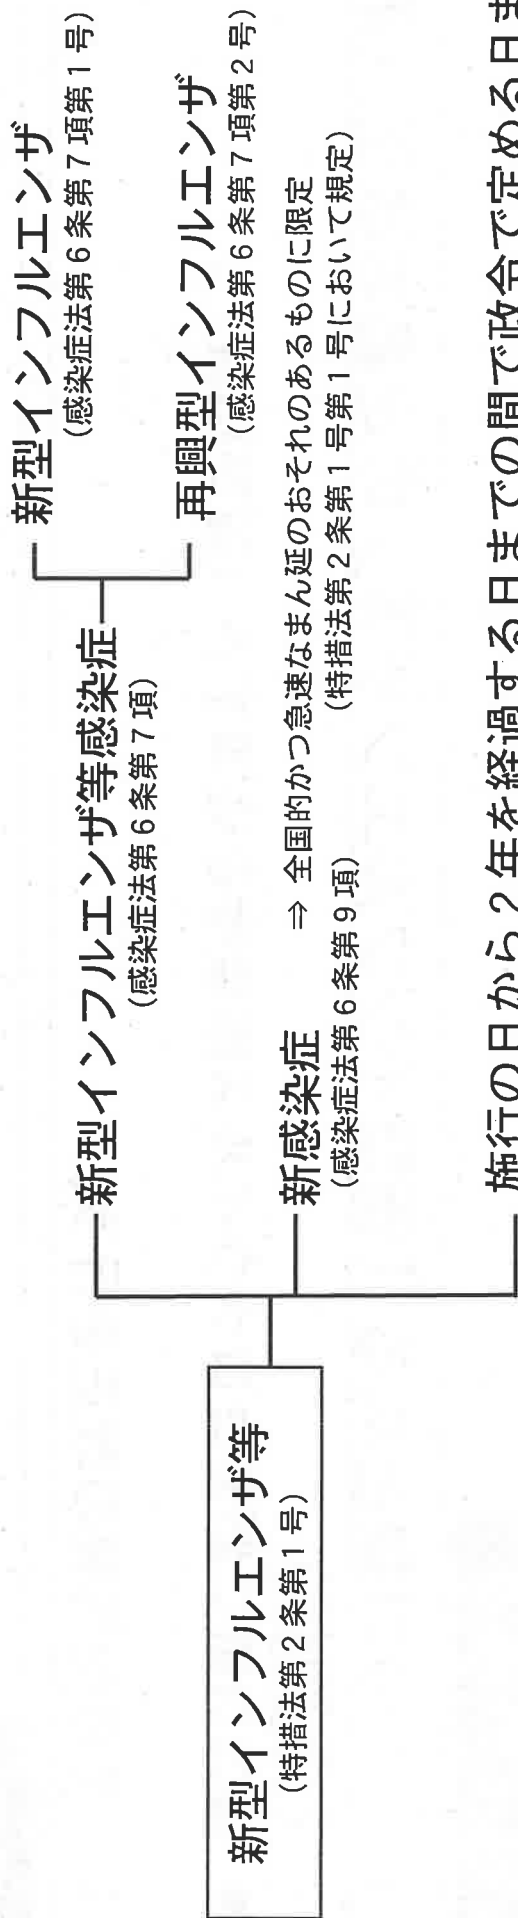 新型インフルエンザ等
(特措法第2条第1号)
新型インフルエンザ等感染症
(感染症法第6条第7項)
新型インフルエンザ
(感染症法第6条第7項第1号)
再興型インフルエンザ
(感染症法第6条第7項第2号)
新感染症
(感染症法第6条第9項)
⇒ 全国的かつ急速なまん延のおそれのあるものに限定
(特措法第2条第1号第1号において規定)
施行の日から2年を経過する日までの間で政令で定める日ま